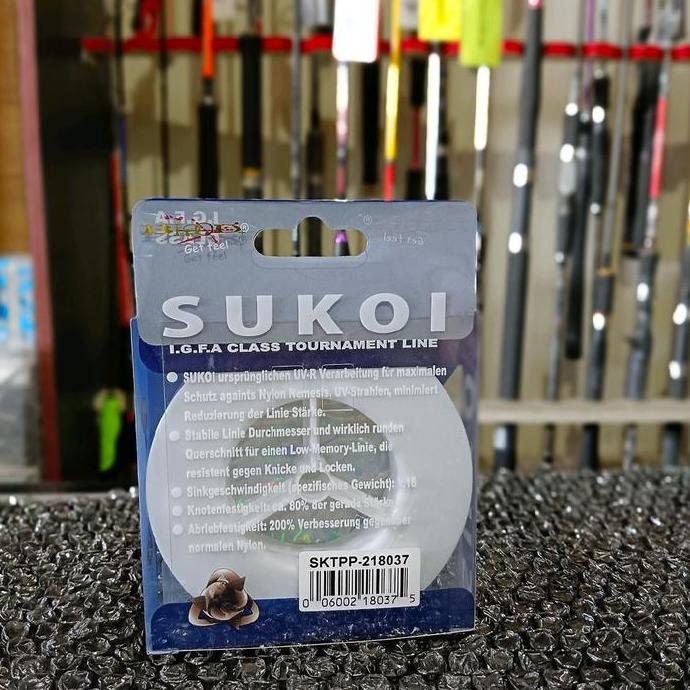 Get feel
SUKOI
I.G.F.A CLASS TOURNAMENT LINE
SUKOI ursprünglichen UV-R Verarbeitung für maximalen
Schutz againts Nylon Nemesis, UV-Strahlen, minimiert
Reduzierung der Linie Stärke.
Stabile Linie Durchmesser und wirklich runden
Querschnitt für einen Low-Memory-Linie, die
resistent gegen Knicke und Locken.
Sinkgeschwindigkeit (spezifisches Gewicht):
Knotenfestigkeit: ca. 80% der gerade Stärke
Abriebfestigkeit: 200% Verbesserung gegenüber
normalen Nylon.
SKTPP-218037
0 06002 18037 5